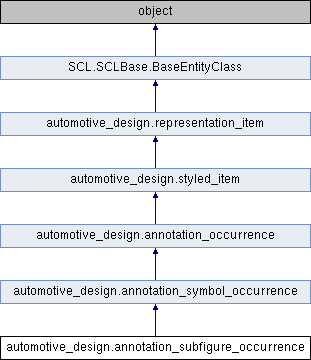 object
SCL.SCLBase.BaseEntityClass
automotive_design.representation_item
automotive_design.styled_item
automotive_design.annotation_occurrence
automotive_design.annotation_symbol_occurrence
automotive_design.annotation_subfigure_occurrence